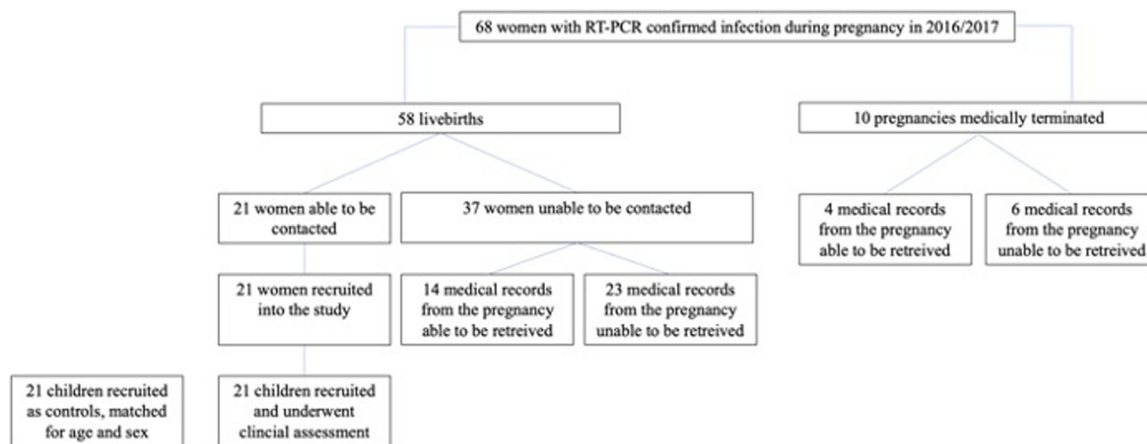 68 women with RT-PCR confirmed infection during pregnancy in 2016/2017
58 livebirths
10 pregnancies medically terminated
21 women able to be
contacted
37 women unable to be contacted
4 medical records
from the pregnancy
able to be retreived
6 medical records
from the pregnancy
unable to be retreived
21 women recruited
into the study
14 medical records
from the pregnancy
able to be retreived
23 medical records
from the pregnancy
unable to be retreived
21 children recruited
as controls, matched
for age and sex
21 children recruited
and underwent
clincial assessment